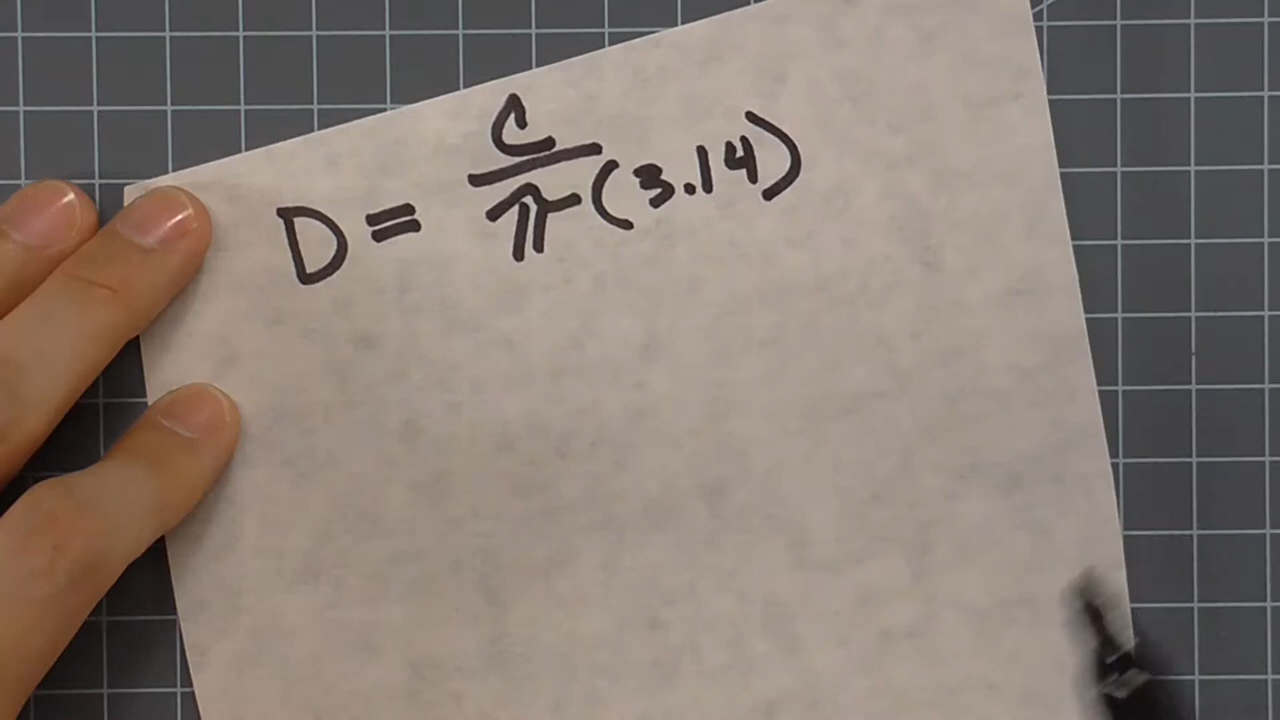 D = C/π (3.14)